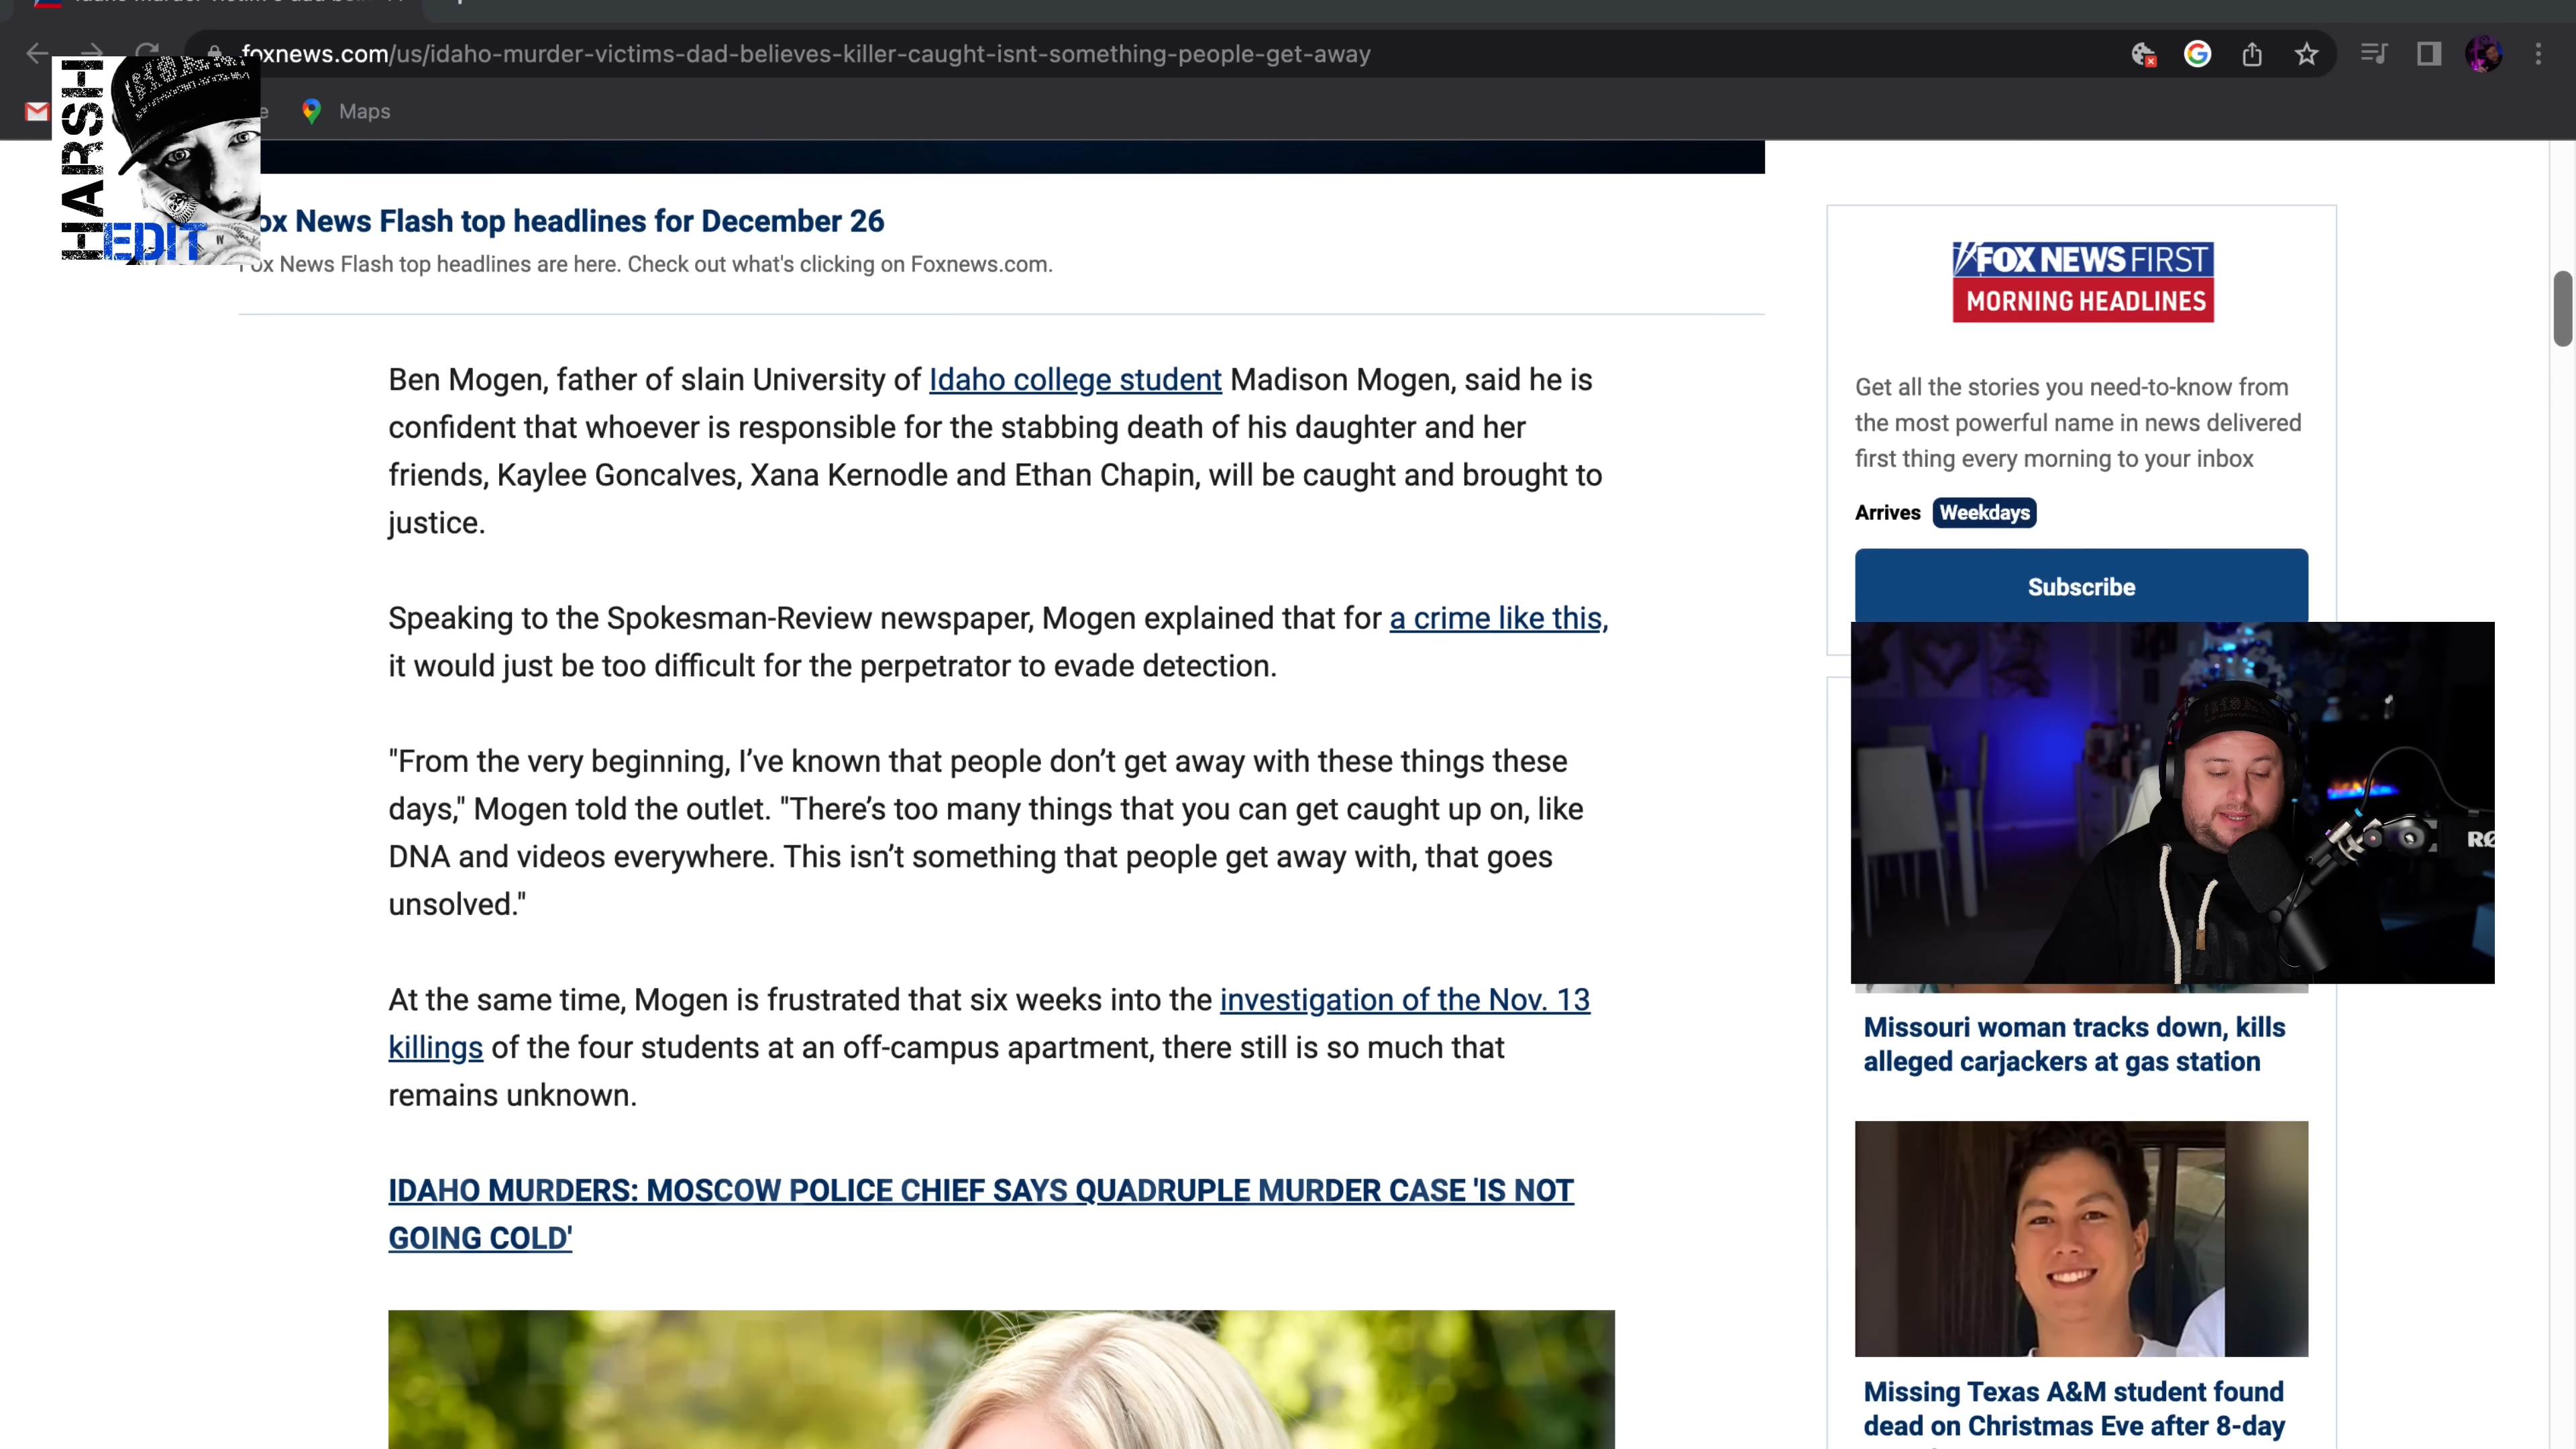 foxnews.com/us/idaho-murder-victims-dad-believes-killer-caught-isnt-something-people-get-away
Maps
HARSH
EDIT
ox News Flash top headlines for December 26
Fox News Flash top headlines are here. Check out what's clicking on Foxnews.com.
Ben Mogen, father of slain University of Idaho college student Madison Mogen, said he is
confident that whoever is responsible for the stabbing death of his daughter and her
friends, Kaylee Goncalves, Xana Kernodle and Ethan Chapin, will be caught and brought to
justice.
Speaking to the Spokesman-Review newspaper, Mogen explained that for a crime like this,
it would just be too difficult for the perpetrator to evade detection.
"From the very beginning, I’ve known that people don’t get away with these things these
days," Mogen told the outlet. "There’s too many things that you can get caught up on, like
DNA and videos everywhere. This isn’t something that people get away with, that goes
unsolved."
At the same time, Mogen is frustrated that six weeks into the investigation of the Nov. 13
killings of the four students at an off-campus apartment, there still is so much that
remains unknown.
IDAHO MURDERS: MOSCOW POLICE CHIEF SAYS QUADRUPLE MURDER CASE 'IS NOT
GOING COLD'
FOX NEWS FIRST
MORNING HEADLINES
Get all the stories you need-to-know from
the most powerful name in news delivered
first thing every morning to your inbox
Arrives Weekdays
Subscribe
RØ
Missouri woman tracks down, kills
alleged carjackers at gas station
Missing Texas A&M student found
dead on Christmas Eve after 8-day